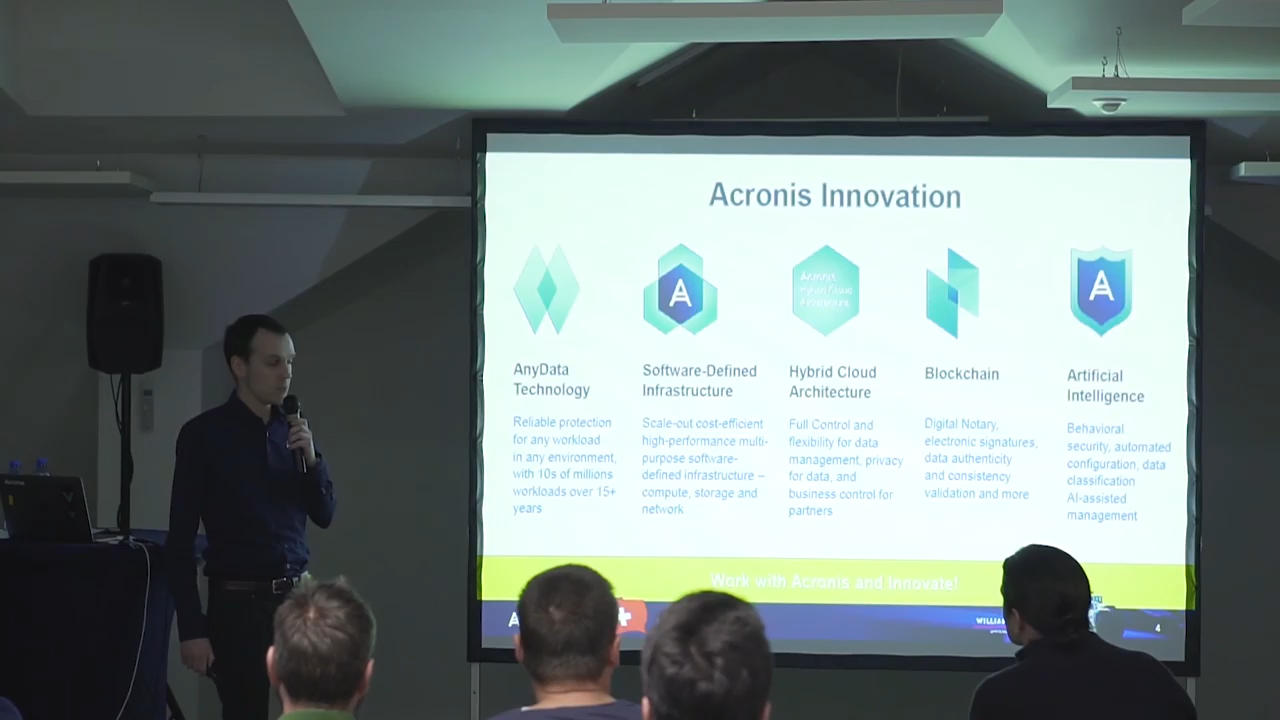 Acronis Innovation
AnyData
Technology
Reliable protection
for any workload
in any environment,
with 10s of millions
workloads over 15+
years
Software-Defined
Infrastructure
Scale-out cost-efficient
high-performance multi-
purpose software-
defined infrastructure –
compute, storage and
network
Acronis
Hybrid Cloud
Architecture
Hybrid Cloud
Architecture
Full Control and
flexibility for data
management, privacy
for data, and
business control for
partners
Blockchain
Digital Notary,
electronic signatures,
data authenticity
and consistency
validation and more
Artificial
Intelligence
Behavioral
security, automated
configuration, data
classification
AI-assisted
management
Work with Acronis and Innovate!
4